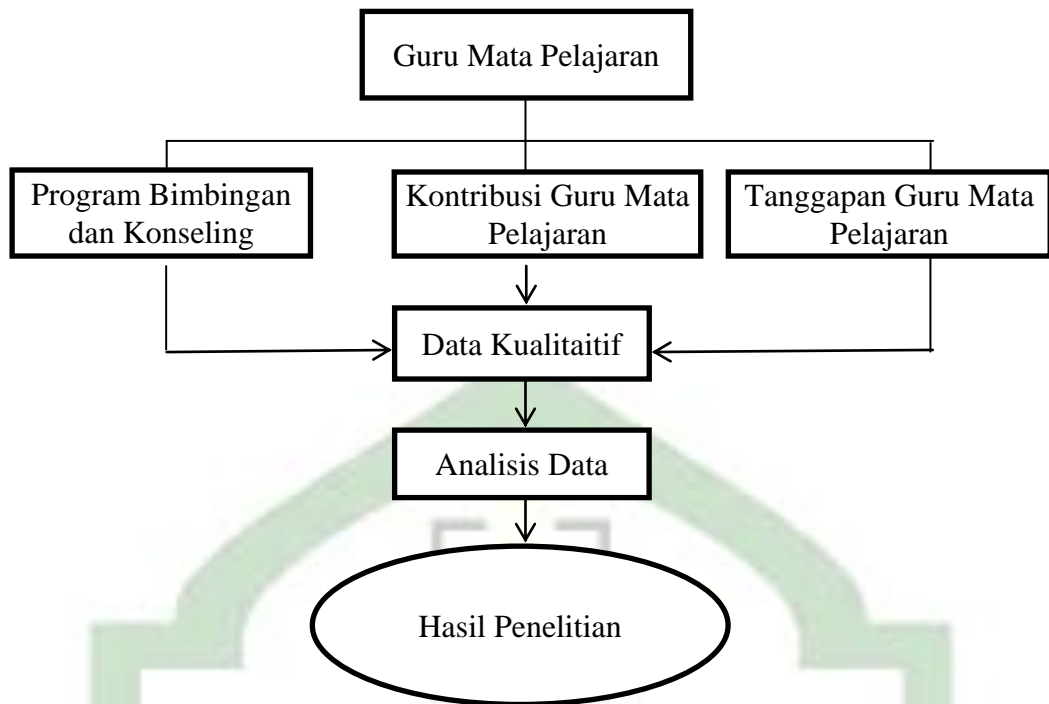 Guru Mata Pelajaran
Program Bimbingan
dan Konseling
Kontribusi Guru Mata
Pelajaran
Tanggapan Guru Mata
Pelajaran
Data Kualitaitif
Analisis Data
Hasil Penelitian